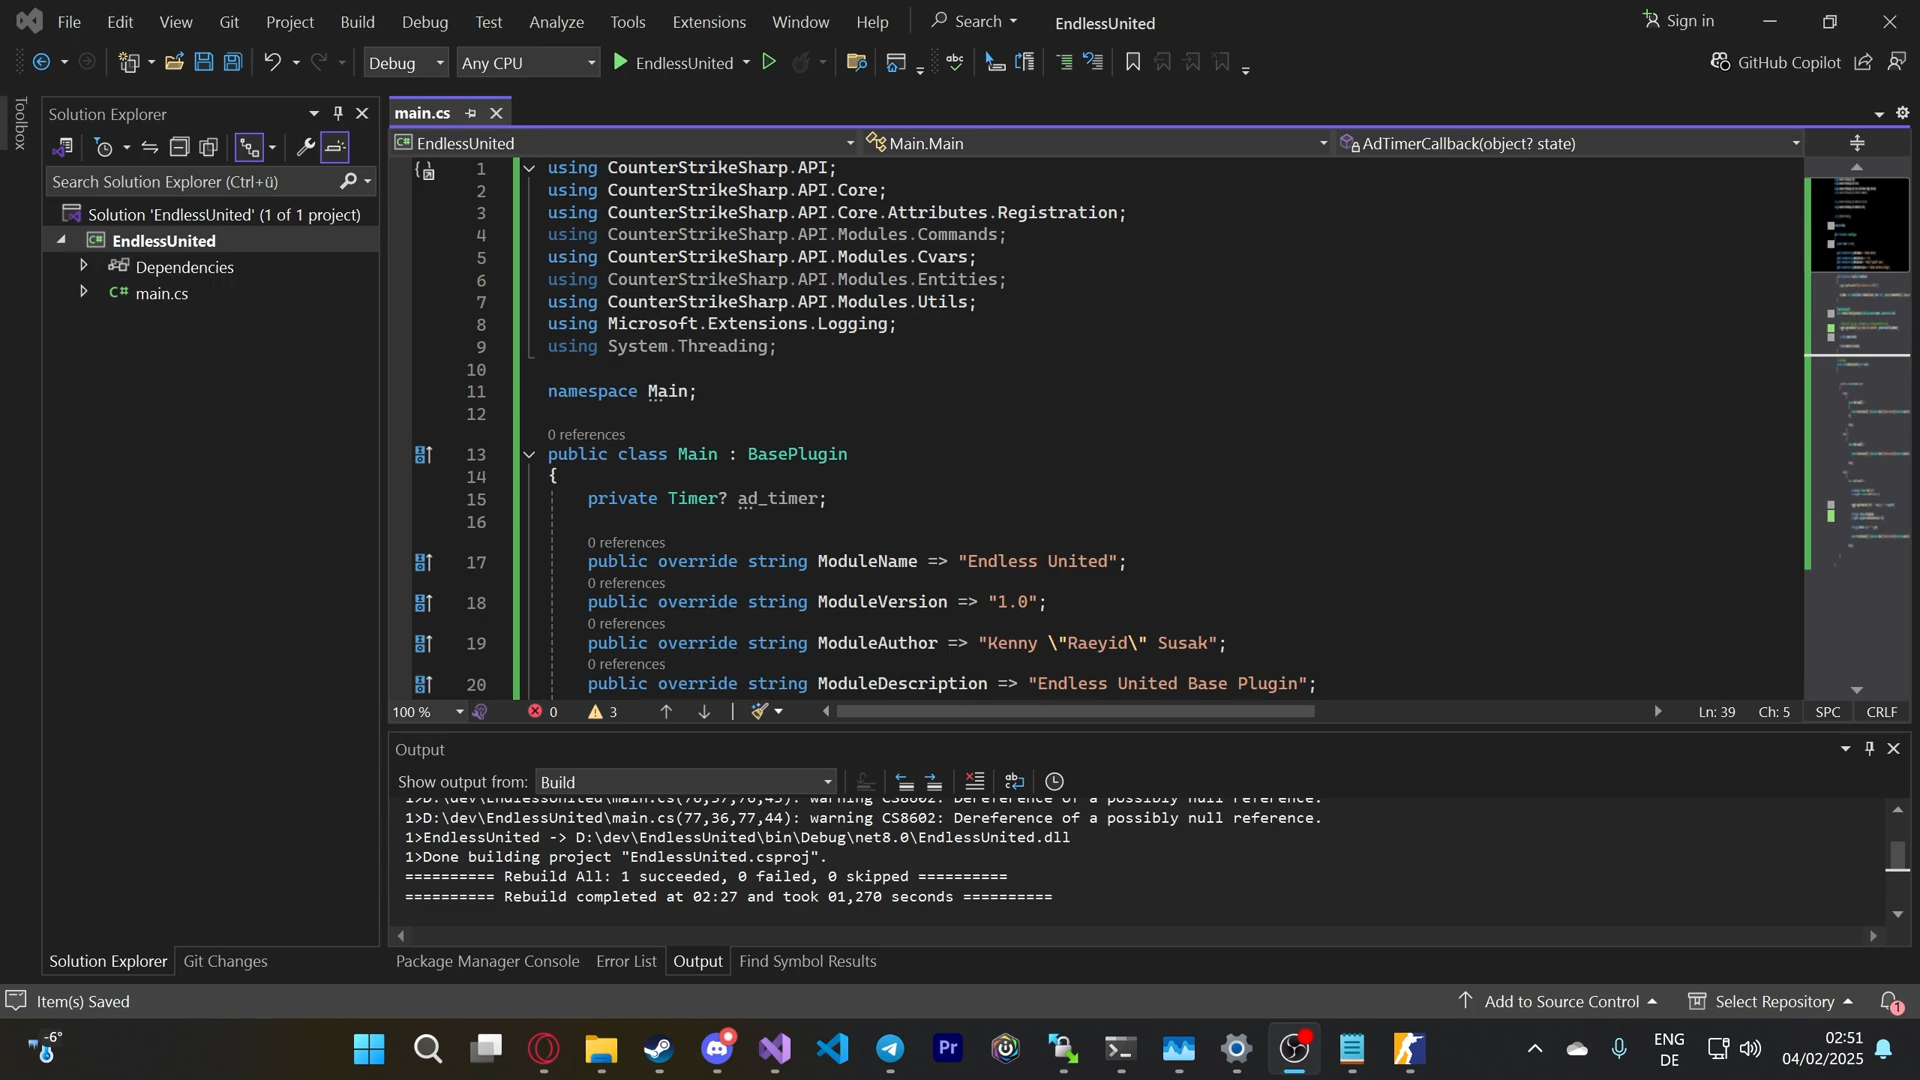 File Edit View Git Project Build Debug Test Analyze Tools Extensions Window Help Search EndlessUnited Sign in
Debug Any CPU EndlessUnited GitHub Copilot
Toolbox
Solution Explorer
Search Solution Explorer (Ctrl+ü)
Solution 'EndlessUnited' (1 of 1 project)
EndlessUnited
Dependencies
main.cs
main.cs
EndlessUnited Main.Main AdTimerCallback(object? state)
1 using CounterStrikeSharp.API;
2 using CounterStrikeSharp.API.Core;
3 using CounterStrikeSharp.API.Core.Attributes.Registration;
4 using CounterStrikeSharp.API.Modules.Commands;
5 using CounterStrikeSharp.API.Modules.Cvars;
6 using CounterStrikeSharp.API.Modules.Entities;
7 using CounterStrikeSharp.API.Modules.Utils;
8 using Microsoft.Extensions.Logging;
9 using System.Threading;
10
11 namespace Main;
12
0 references
13 public class Main : BasePlugin
14 {
15 private Timer? ad_timer;
16
0 references
17 public override string ModuleName => "Endless United";
0 references
18 public override string ModuleVersion => "1.0";
0 references
19 public override string ModuleAuthor => "Kenny \"Raeyid\" Susak";
0 references
20 public override string ModuleDescription => "Endless United Base Plugin";
100 % 0 3 Ln: 39 Ch: 5 SPC CRLF
Output
Show output from: Build
1>D:\dev\EndlessUnited\main.cs(77,36,77,44): warning CS8602: Dereference of a possibly null reference.
1>EndlessUnited -> D:\dev\EndlessUnited\bin\Debug\net8.0\EndlessUnited.dll
1>Done building project "EndlessUnited.csproj".
========== Rebuild All: 1 succeeded, 0 failed, 0 skipped ==========
========== Rebuild completed at 02:27 and took 01,270 seconds ==========
Solution Explorer Git Changes Package Manager Console Error List Output Find Symbol Results
Item(s) Saved Add to Source Control Select Repository 1
-6° Pr ENG 02:51
DE 04/02/2025